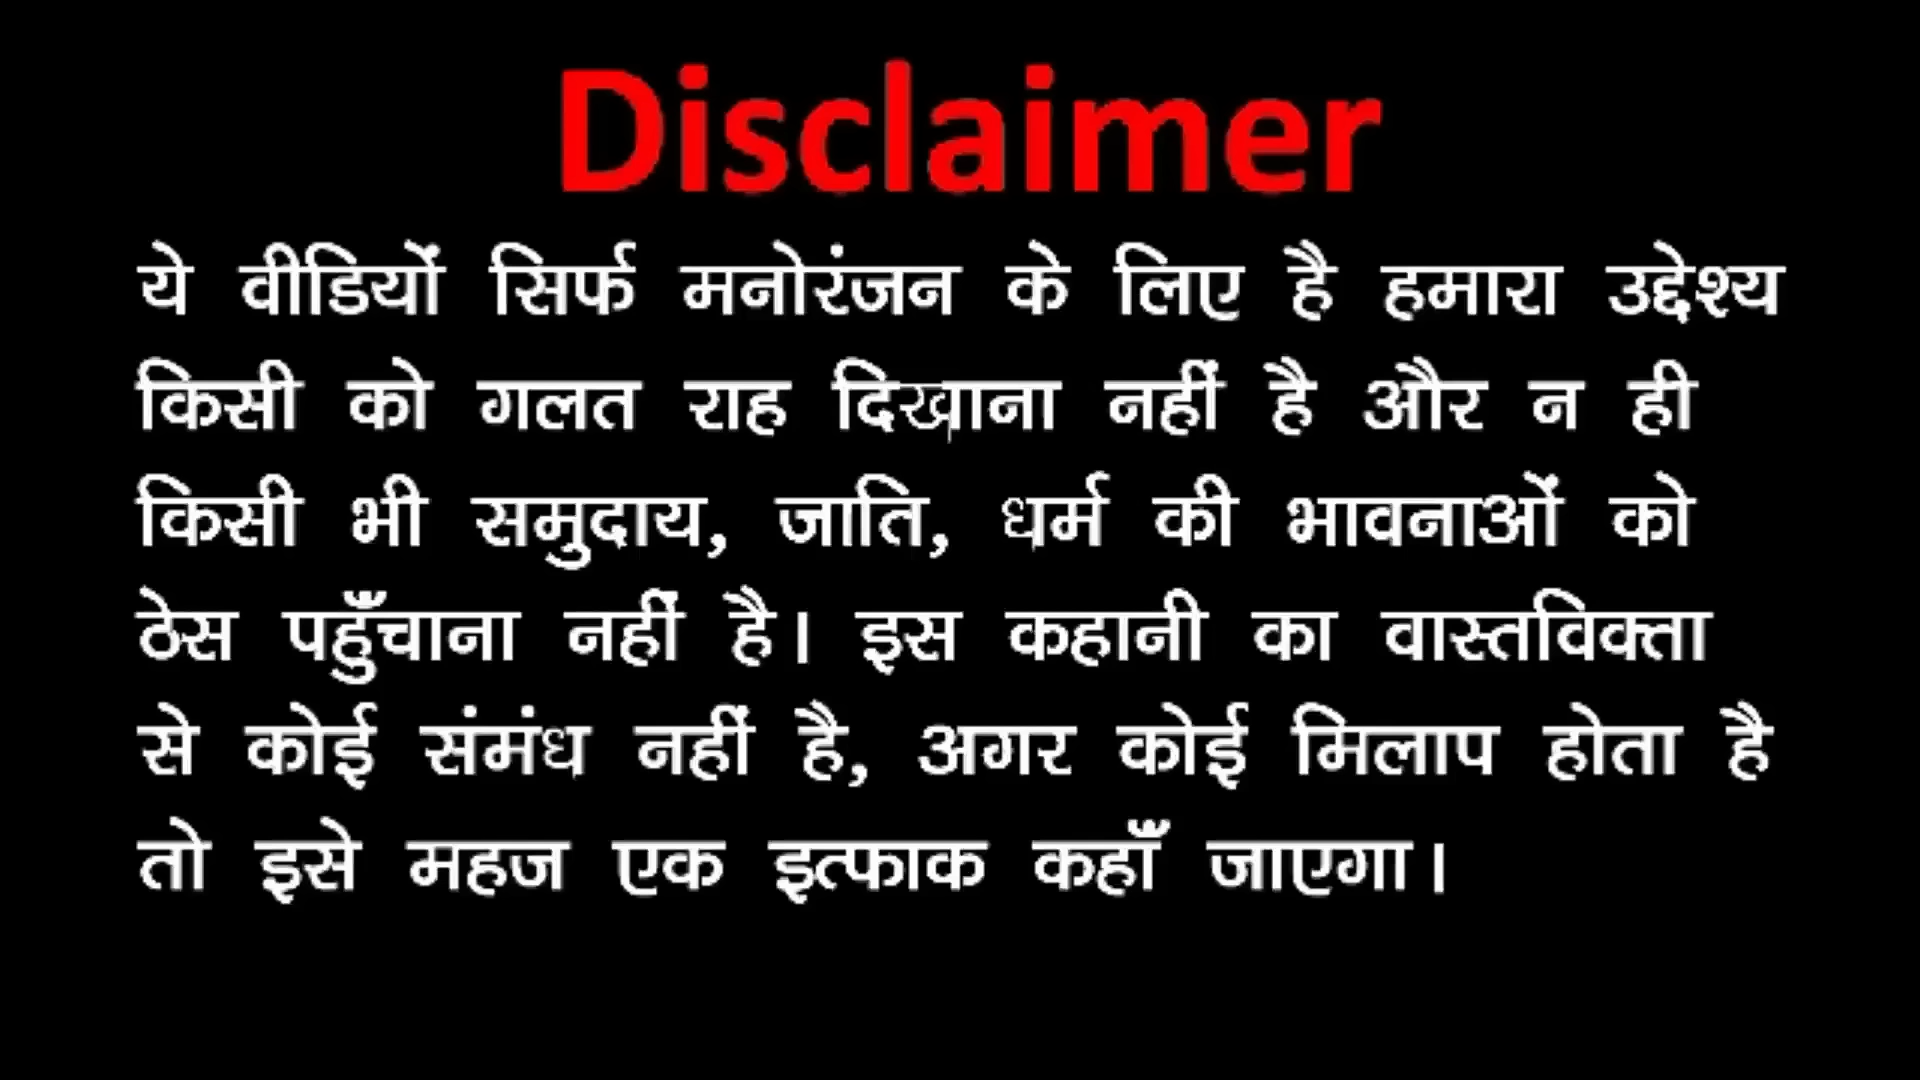 Disclaimer
ये वीडियों सिर्फ मनोरंजन के लिए है हमारा उद्देश्य
किसी को गलत राह दिखाना नहीं है और न ही
किसी भी समुदाय, जाति, धर्म की भावनाओं को
ठेस पहुँचाना नहीं है। इस कहानी का वास्तविक्ता
से कोई संमंध नहीं है, अगर कोई मिलाप होता है
तो इसे महज एक इत्फाक कहाँ जाएगा।